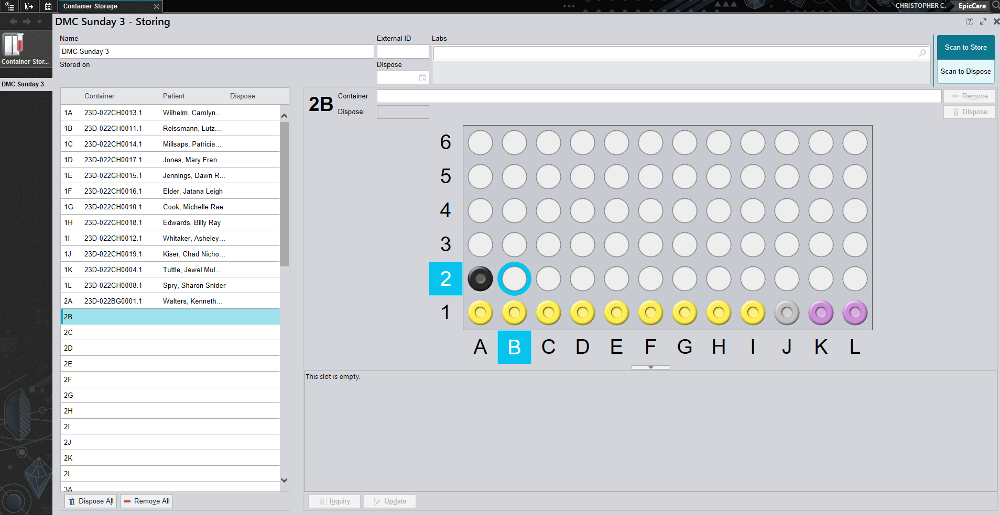 Container Storage
CHRISTOPHER C.
EpicCare
DMC Sunday 3 - Storing
Container Stor...
DMC Sunday 3
Name
External ID
Labs
DMC Sunday 3
Stored on
Dispose
Scan to Store
Scan to Dispose
Container Patient Dispose
1A 23D-022CH0013.1 Wilhelm, Carolyn...
1B 23D-022CH0011.1 Reissmann, Lutz...
1C 23D-022CH0014.1 Millsaps, Patricia...
1D 23D-022CH0017.1 Jones, Mary Fran...
1E 23D-022CH0015.1 Jennings, Dawn R...
1F 23D-022CH0016.1 Elder, Jatana Leigh
1G 23D-022CH0010.1 Cook, Michelle Rae
1H 23D-022CH0018.1 Edwards, Billy Ray
1I 23D-022CH0012.1 Whitaker, Asheley...
1J 23D-022CH0019.1 Kiser, Chad Nicho...
1K 23D-022CH0004.1 Tuttle, Jewel Mul...
1L 23D-022CH0008.1 Spry, Sharon Snider
2A 23D-022BG0001.1 Walters, Kenneth...
2B
2C
2D
2E
2F
2G
2H
2I
2J
2K
2L
3A
Dispose All
Remove All
2B
Container:
Remove
Dispose:
Dispose
6
5
4
3
2
1
A B C D E F G H I J K L
This slot is empty.
Inquiry
Update